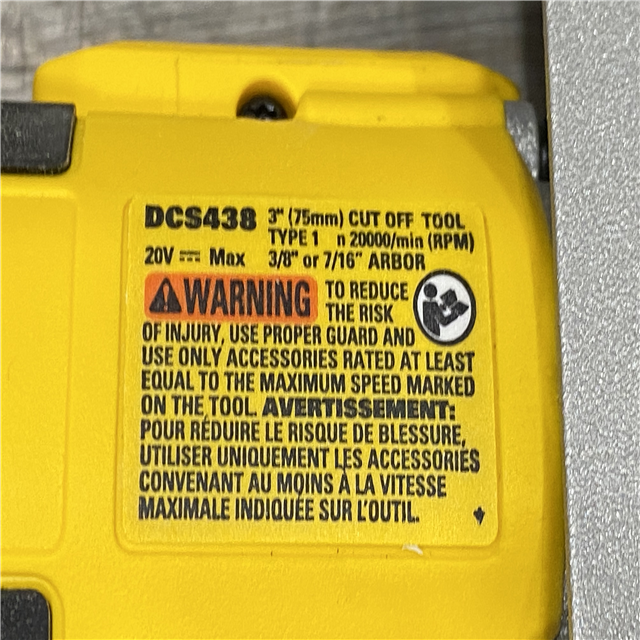 DCS438 3" (75mm) CUT OFF TOOL
TYPE 1 n 20000/min (RPM)
20V ⎓ Max 3/8" or 7/16" ARBOR
WARNING TO REDUCE
THE RISK
OF INJURY, USE PROPER GUARD AND
USE ONLY ACCESSORIES RATED AT LEAST
EQUAL TO THE MAXIMUM SPEED MARKED
ON THE TOOL. AVERTISSEMENT:
POUR RÉDUIRE LE RISQUE DE BLESSURE,
UTILISER UNIQUEMENT LES ACCESSORIES
CONVENANT AU MOINS À LA VITESSE
MAXIMALE INDIQUÉE SUR L'OUTIL.